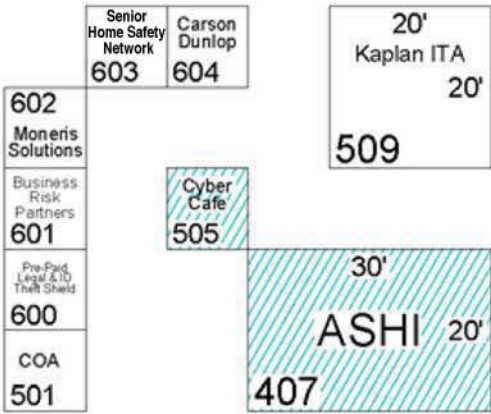 Senior
Home Safety
Network
603
Carson
Dunlop
604
20'
Kaplan ITA
20'
509
602
Moneris
Solutions
Business
Risk
Partners
601
Cyber
Cafe
505
Pre-Paid
Legal & ID
Theft Shield
600
30'
ASHI
20'
407
COA
501